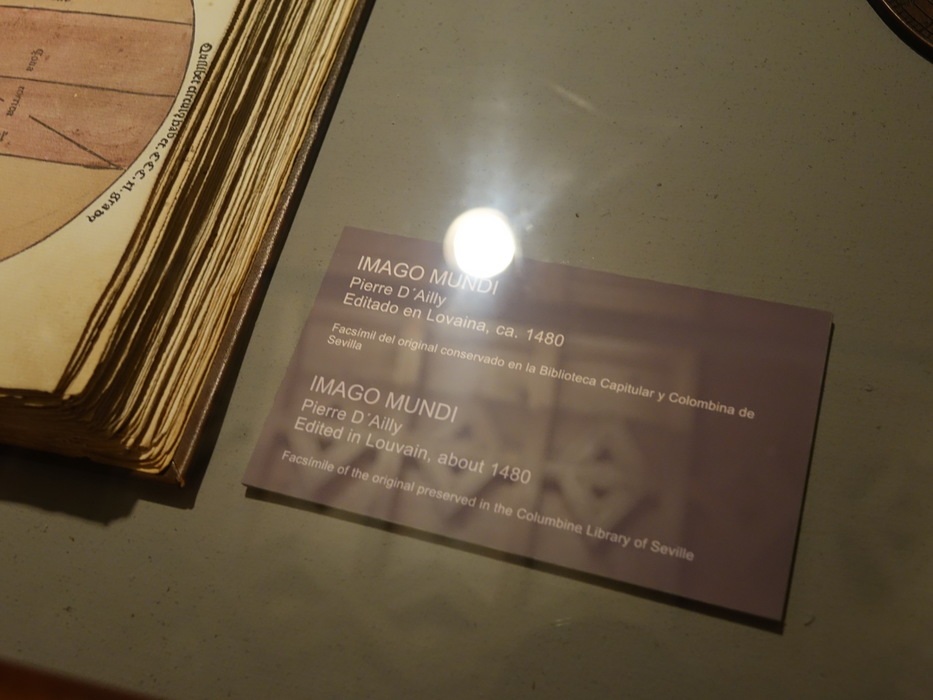 IMAGO MUNDI
Pierre D´Ailly
Editado en Lovaina, ca. 1480
Facsímil del original conservado en la Biblioteca Capitular y Colombina de
Sevilla
IMAGO MUNDI
Pierre D´Ailly
Edited in Louvain, about 1480
Facsimile of the original preserved in the Columbine Library of Seville